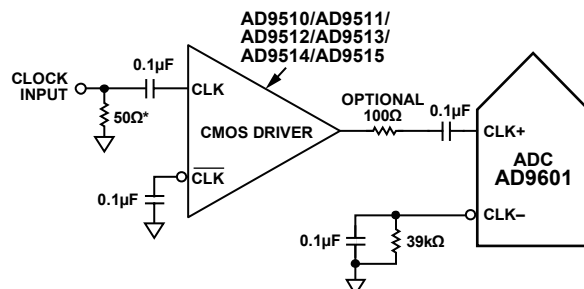 AD9510/AD9511/
AD9512/AD9513/
AD9514/AD9515
CLOCK
INPUT
0.1µF
50Ω*
CLK
CMOS DRIVER
CLK
0.1µF
OPTIONAL
100Ω
0.1µF
CLK+
ADC
AD9601
CLK–
0.1µF
39kΩ